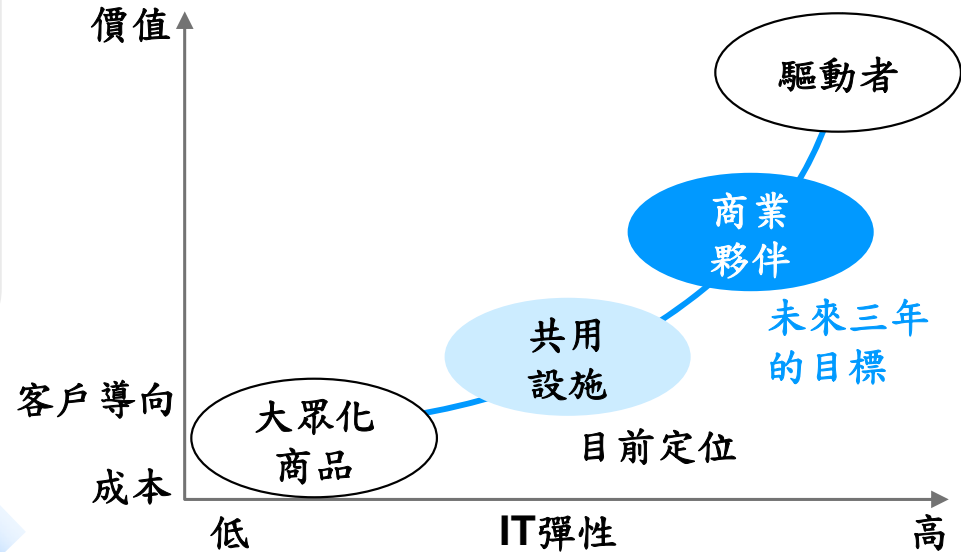 價值
驅動者
商業
夥伴
未來三年
的目標
共用
設施
客戶導向
大眾化
商品
目前定位
成本
低
IT彈性
高